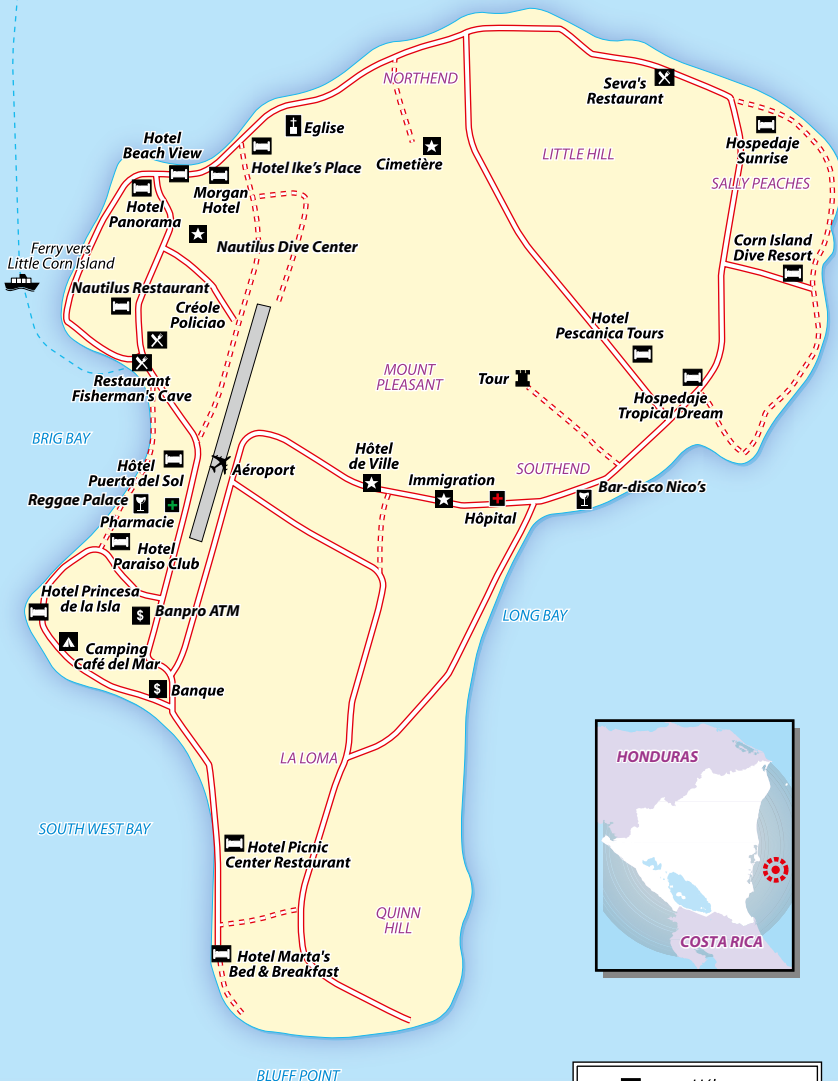 NORTHEND
Seva's
Restaurant
Eglise
Hotel
Beach View
Cimetière
Hospedaje
Sunrise
LITTLE HILL
Hotel Ike's Place
SALLY PEACHES
Morgan
Hotel
Hotel
Panorama
Nautilus Dive Center
Corn Island
Dive Resort
Ferry vers
Little Corn Island
Nautilus Restaurant
Créole
Policiao
Hotel
Pescanica Tours
MOUNT
PLEASANT
Tour
Restaurant
Fisherman's Cave
Hospedaje
Tropical Dream
BRIG BAY
Hôtel
de Ville
Hôtel
Puerta del Sol
Aéroport
SOUTHEND
Immigration
Bar-disco Nico's
Reggae Palace
Hôpital
Pharmacie
Hotel
Paraiso Club
Hotel Princesa
de la Isla
Banpro ATM
LONG BAY
Camping
Café del Mar
Banque
LA LOMA
HONDURAS
SOUTH WEST BAY
Hotel Picnic
Center Restaurant
QUINN
HILL
COSTA RICA
Hotel Marta's
Bed & Breakfast
BLUFF POINT